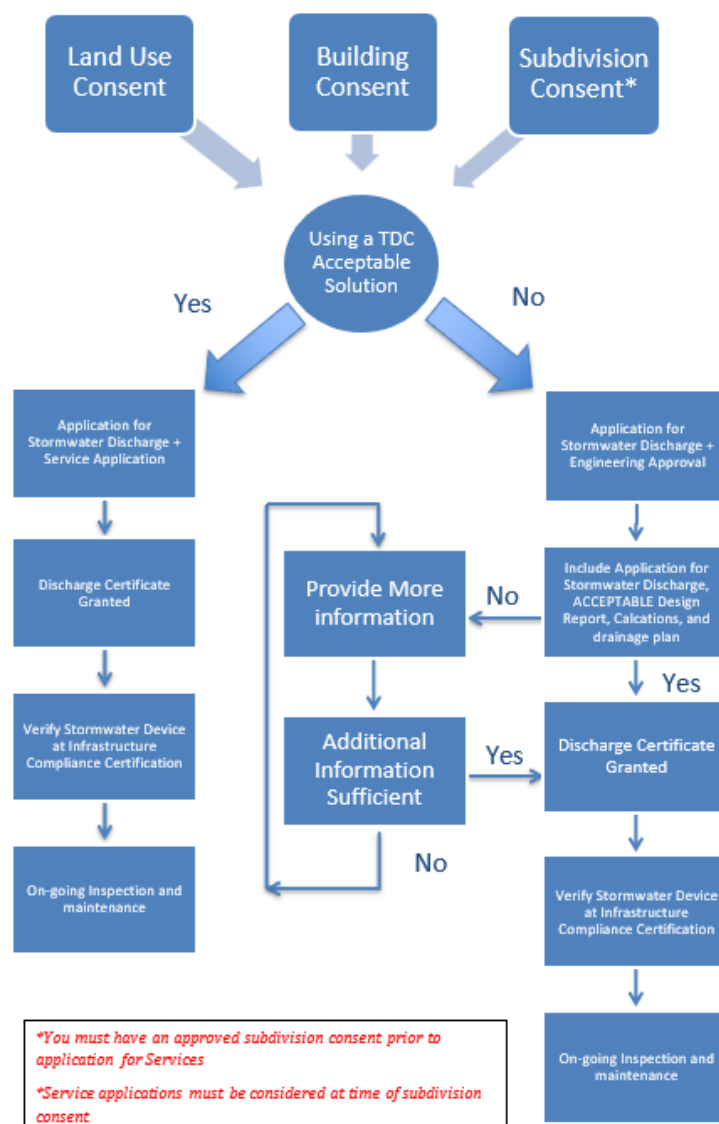 Land Use
Consent
Building
Consent
Subdivision
Consent*
Using a TDC
Acceptable
Solution
Yes
No
Application for
Stormwater Discharge +
Service Application
Application for
Stormwater Discharge +
Engineering Approval
Discharge Certificate
Granted
Provide More
information
No
Include Application for
Stormwater Discharge,
ACCEPTABLE Design
Report, Calcations, and
drainage plan
Yes
Verify Stormwater Device
at Infrastructure
Compliance Certification
Additional
Information
Sufficient
Yes
Discharge Certificate
Granted
No
On-going Inspection and
maintenance
Verify Stormwater Device
at Infrastructure
Compliance Certification
On-going Inspection and
maintenance
*You must have an approved subdivision consent prior to
application for Services
*Service applications must be considered at time of subdivision
consent